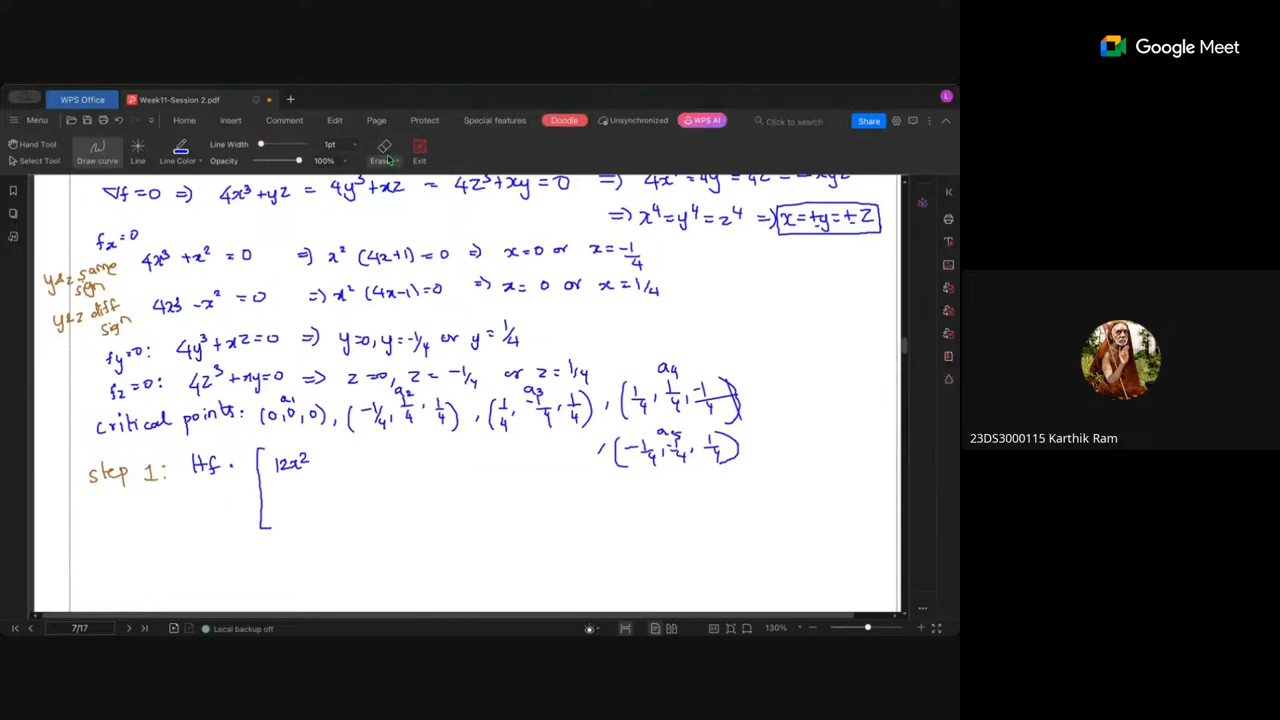 Google Meet
WPS Office
Week11-Session 2.pdf
L
Menu
Home
Insert
Comment
Edit
Page
Protect
Special features
Doodle
Unsynchronized
WPS AI
Click to search
Share
Hand Tool
Select Tool
Draw curve
Line
Line Color
Line Width
1pt
Opacity
100%
Eraser
Exit
∇f = 0 ⇒ 4x³+yz = 4y³+xz = 4z³+xy = 0 ⇒
⇒ x⁴ = y⁴ = z⁴ ⇒ x = ±y = ±z
fx = 0
4x³ + x² = 0 ⇒ x² (4x+1) = 0 ⇒ x = 0 or x = -1/4
y&z same sign
4x³ - x² = 0 ⇒ x² (4x-1) = 0 ⇒ x = 0 or x = 1/4
y&z diff sign
fy=0: 4y³+xz = 0 ⇒ y=0, y = -1/4 or y = 1/4
fz=0: 4z³+xy=0 ⇒ z=0, z = -1/4 or z = 1/4
a1 a2 a3 a4
critical points: (0,0,0), (-1/4, 1/4, 1/4), (1/4, -1/4, 1/4), (1/4, 1/4, -1/4)
a5
, (-1/4, -1/4, 1/4)
step 1: Hf = [ 12x²
23DS3000115 Karthik Ram
7/17
Local backup off
130%